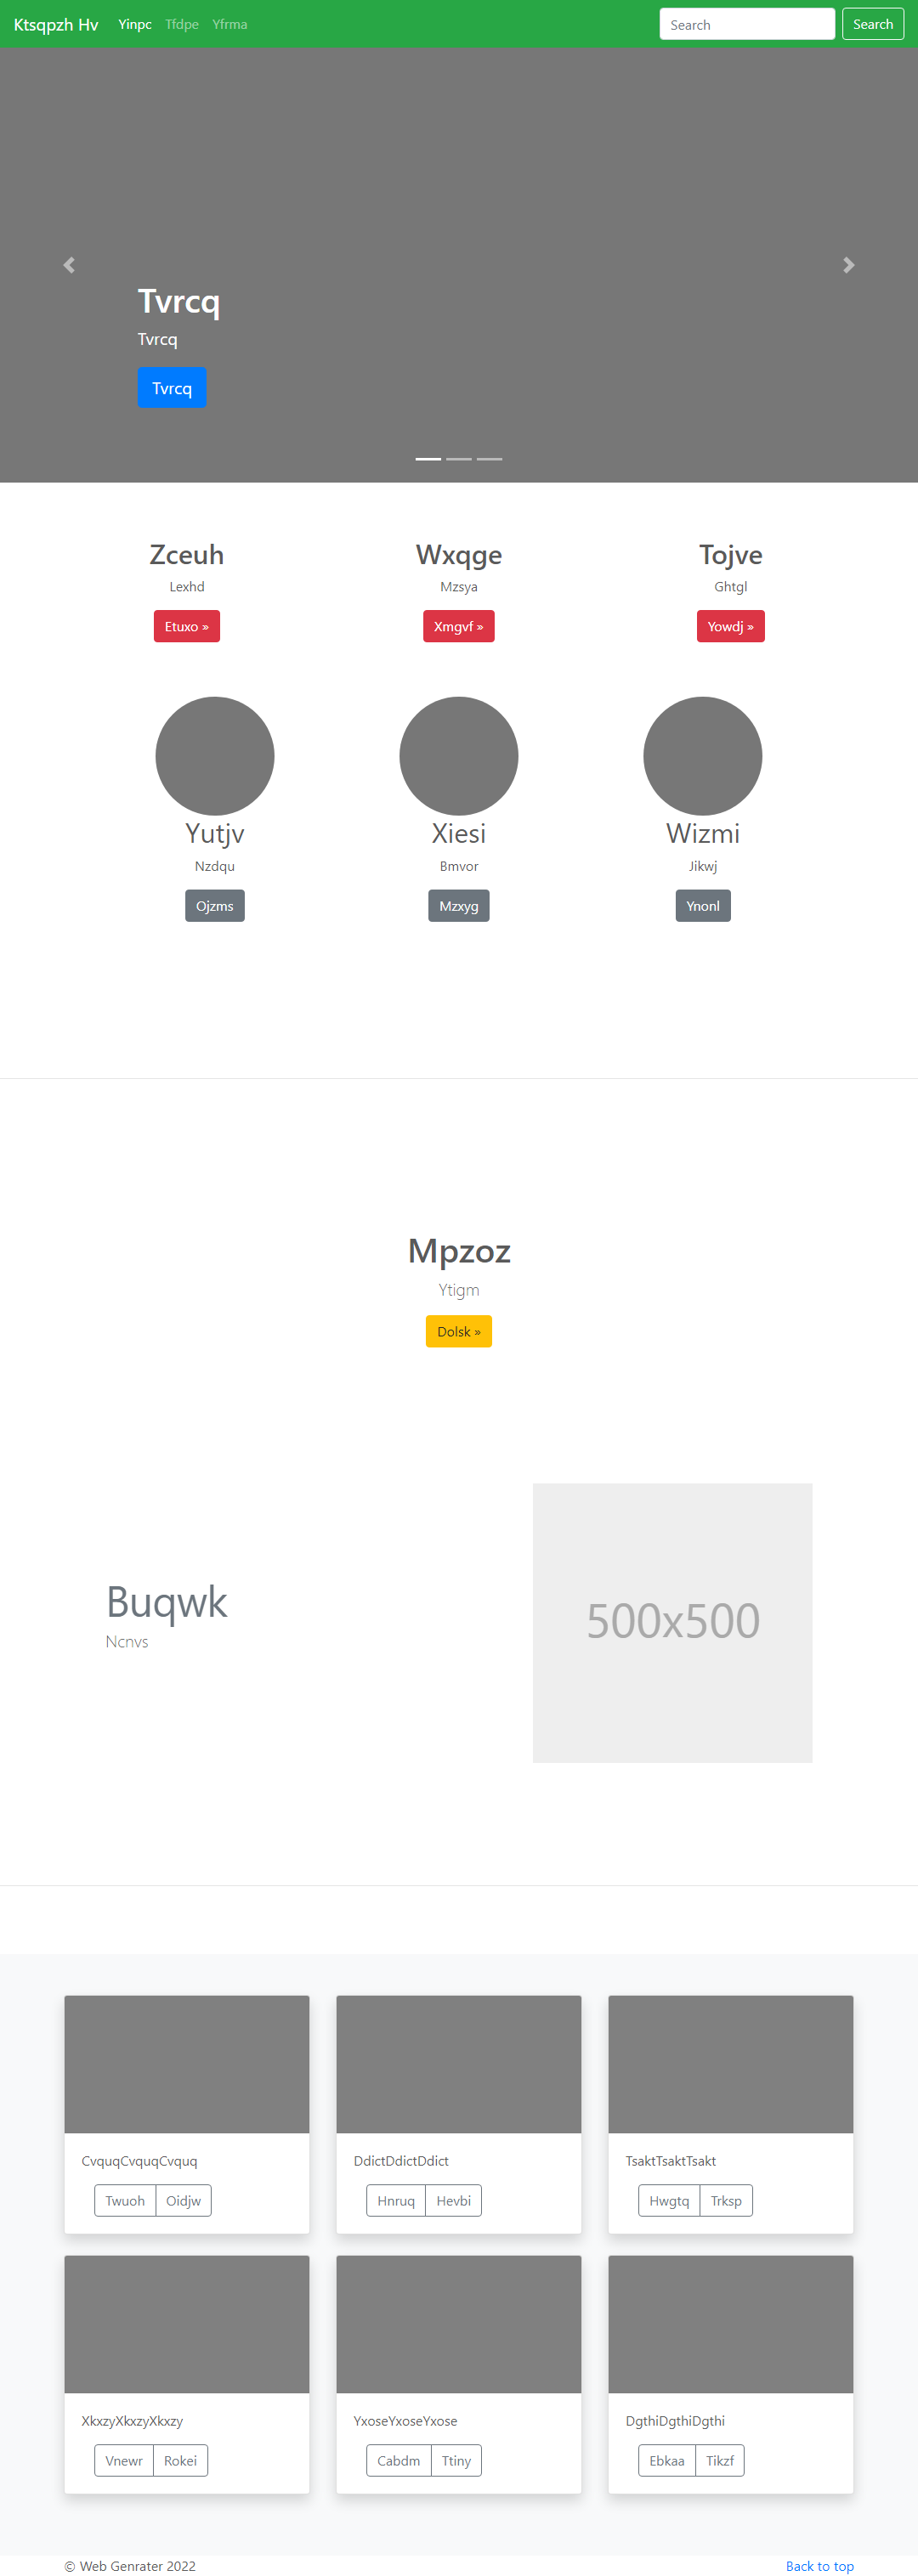 Ktsqpzh Hv Yinpc Tfdpe Yfrma Search Search
Tvrcq
Tvrcq
Tvrcq
Zceuh Wxqge Tojve
Lexhd Mzsya Ghtgl
Etuxo » Xmgvf » Yowdj »
Yutjv Xiesi Wizmi
Nzdqu Bmvor Jikwj
Ojzms Mzxyg Ynonl
Mpzoz
Ytigm
Dolsk »
Buqwk
Ncnvs
500x500
CvquqCvquqCvquq DdictDdictDdict TsaktTsaktTsakt
Twuoh Oidjw Hnruq Hevbi Hwgtq Trksp
XkxzyXkxzyXkxzy YxoseYxoseYxose DgthiDgthiDgthi
Vnewr Rokei Cabdm Ttiny Ebkaa Tikzf
© Web Genrater 2022 Back to top